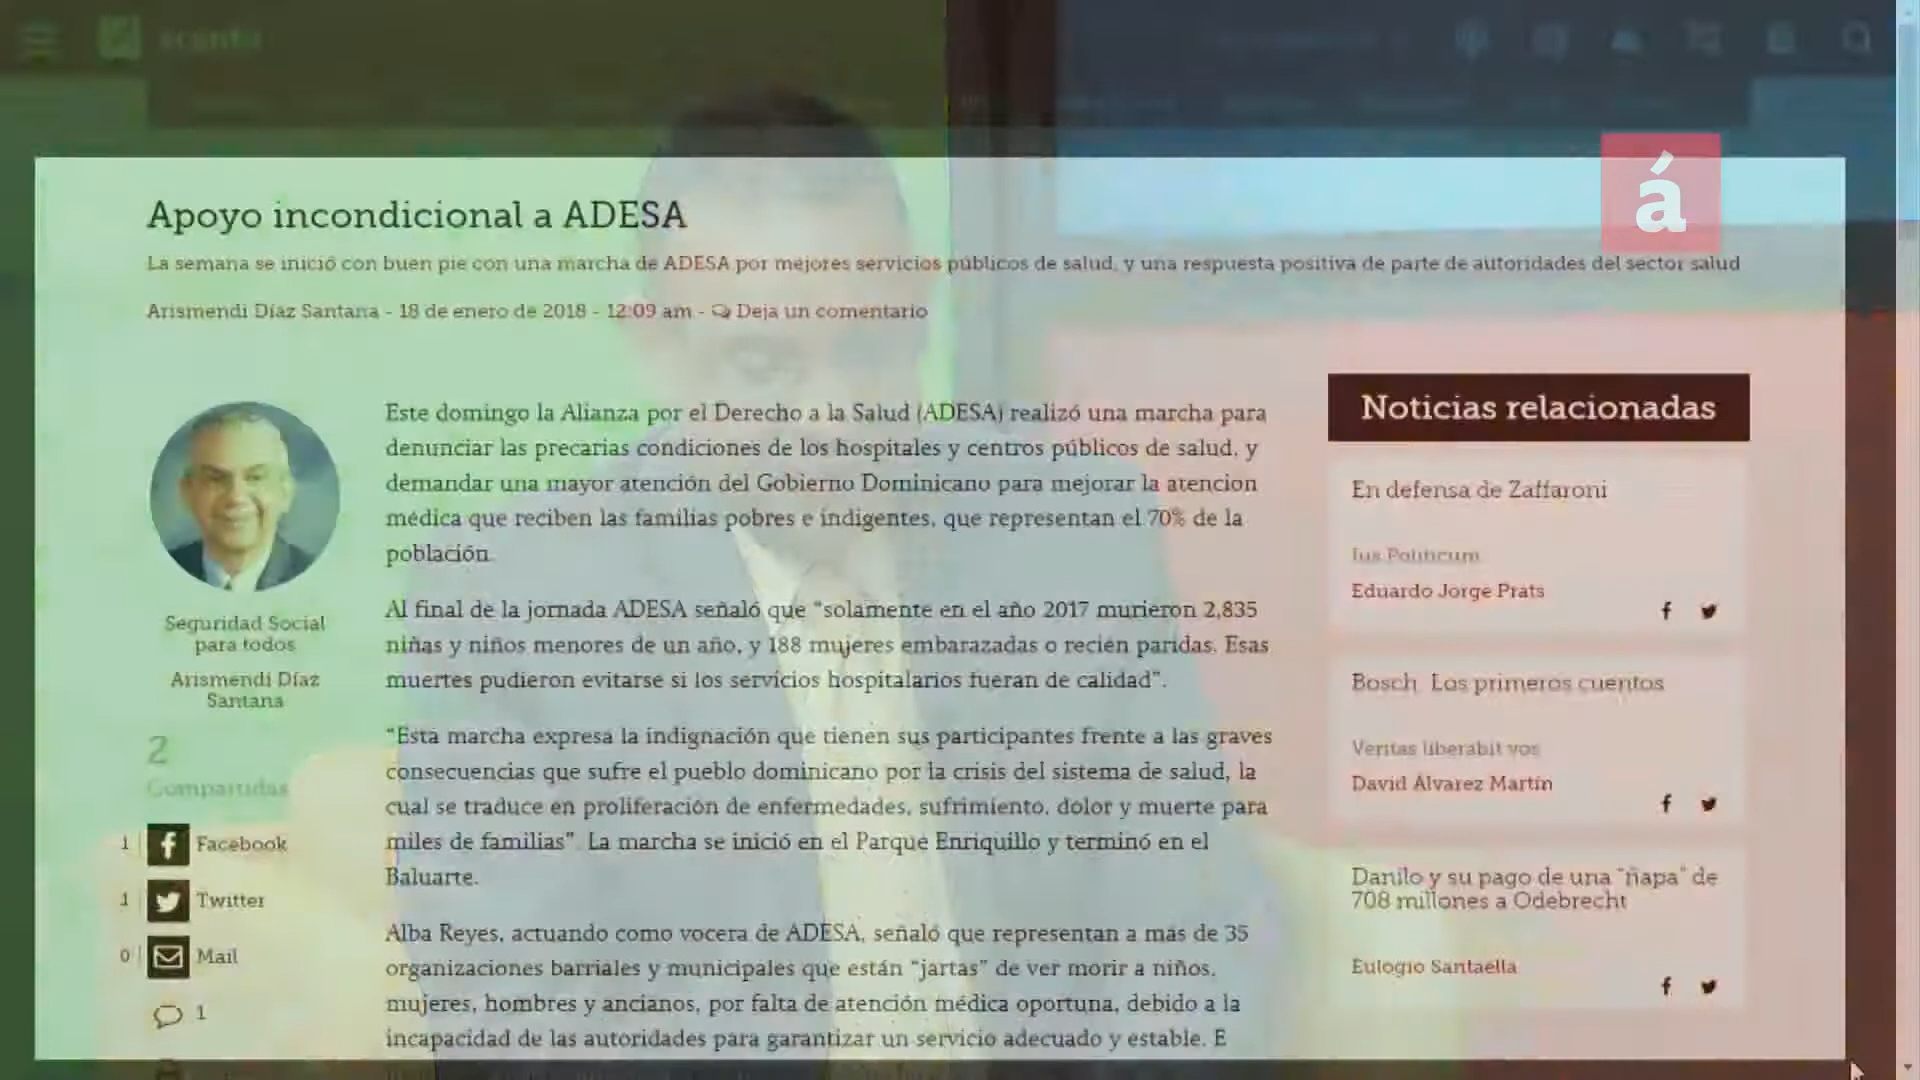 acento
á
Apoyo incondicional a ADESA
La semana se inició con buen pie con una marcha de ADESA por mejores servicios públicos de salud, y una respuesta positiva de parte de autoridades del sector salud
Arismendi Díaz Santana - 18 de enero de 2018 - 12:09 am - Deja un comentario
Seguridad Social
para todos
Arismendi Díaz
Santana
2
Compartidas
1 Facebook
1 Twitter
0 Mail
1
Este domingo la Alianza por el Derecho a la Salud (ADESA) realizó una marcha para
denunciar las precarias condiciones de los hospitales y centros públicos de salud, y
demandar una mayor atención del Gobierno Dominicano para mejorar la atencion
médica que reciben las familias pobres e indigentes, que representan el 70% de la
población.
Al final de la jornada ADESA señaló que “solamente en el año 2017 murieron 2,835
niñas y niños menores de un año, y 188 mujeres embarazadas o recién paridas. Esas
muertes pudieron evitarse si los servicios hospitalarios fueran de calidad”.
“Esta marcha expresa la indignación que tienen sus participantes frente a las graves
consecuencias que sufre el pueblo dominicano por la crisis del sistema de salud, la
cual se traduce en proliferación de enfermedades, sufrimiento, dolor y muerte para
miles de familias”. La marcha se inició en el Parque Enriquillo y terminó en el
Baluarte.
Alba Reyes, actuando como vocera de ADESA, señaló que representan a más de 35
organizaciones barriales y municipales que están “jartas” de ver morir a niños,
mujeres, hombres y ancianos, por falta de atención médica oportuna, debido a la
incapacidad de las autoridades para garantizar un servicio adecuado y estable. E
Noticias relacionadas
En defensa de Zaffaroni
Ius Politicum
Eduardo Jorge Prats
Bosch. Los primeros cuentos
Veritas liberabit vos
David Álvarez Martín
Danilo y su pago de una “ñapa” de
708 millones a Odebrecht
Eulogio Santaella